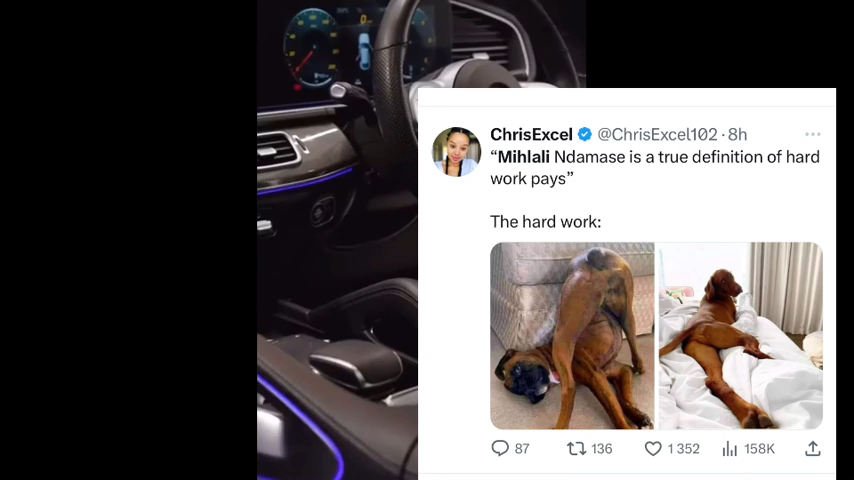 0
ChrisExcel @ChrisExcel102 · 8h
“Mihlali Ndamase is a true definition of hard
work pays”
The hard work:
87 136 1 352 158K